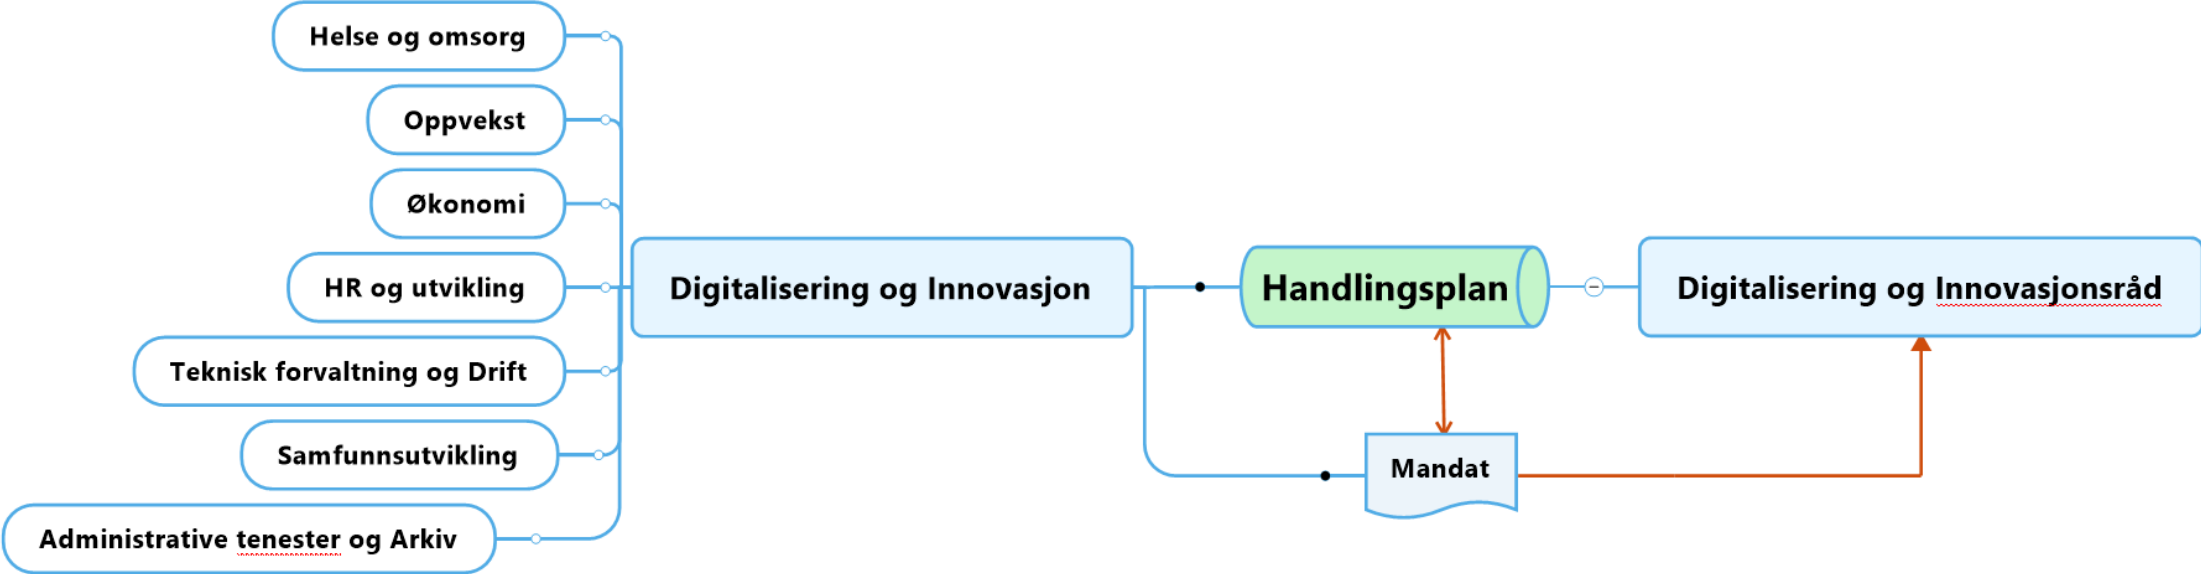 Helse og omsorg
Oppvekst
Økonomi
HR og utvikling
Teknisk forvaltning og Drift
Samfunnsutvikling
Administrative tenester og Arkiv
Digitalisering og Innovasjon
Handlingsplan
Mandat
Digitalisering og Innovasjonsråd